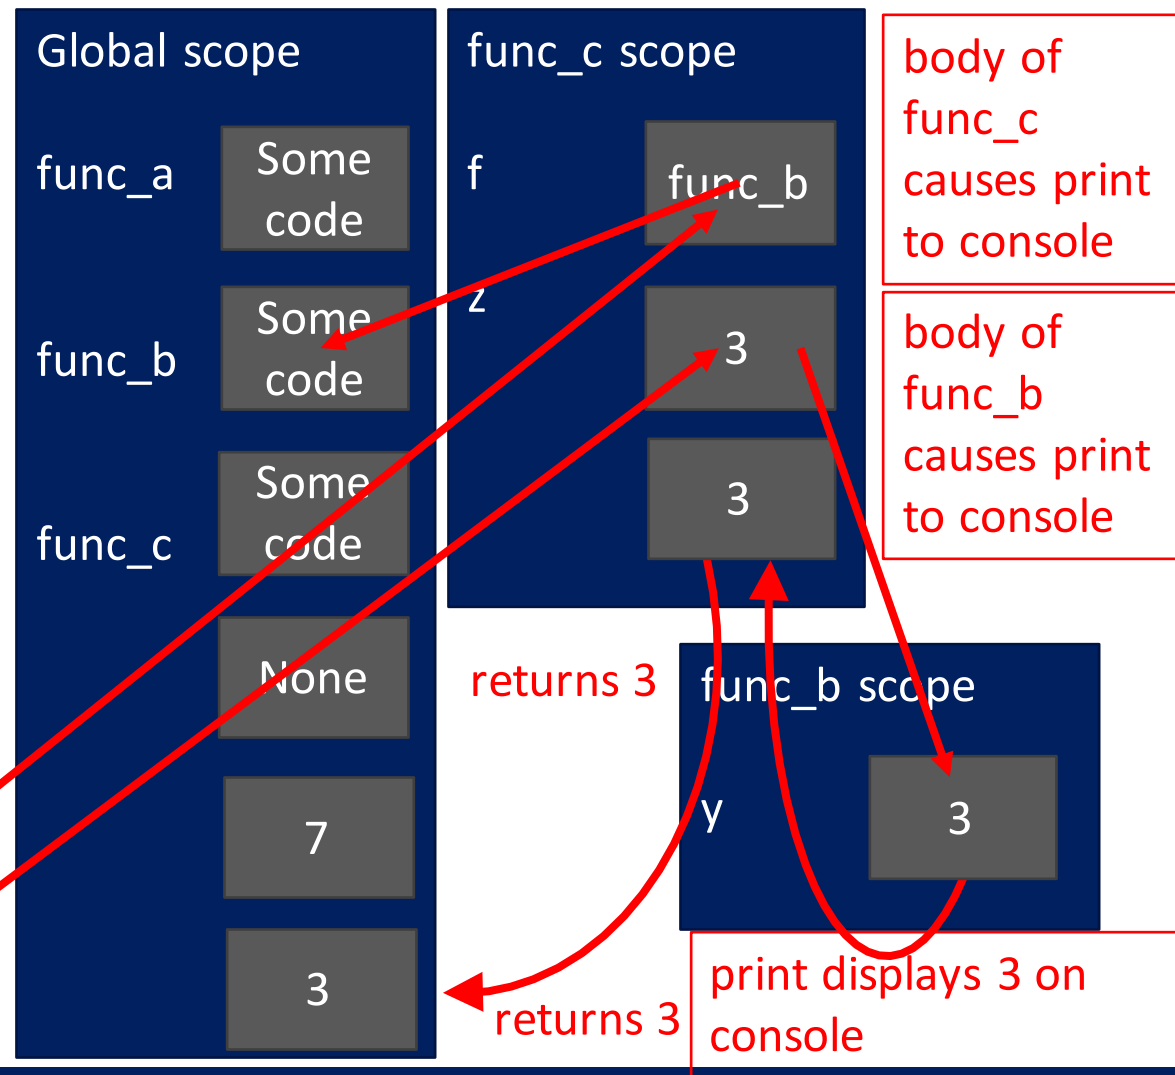 Global scope
func_a
Some
code
func_b
Some
code
func_c
Some
code
None
7
3
func_c scope
f
func_b
z
3
3
returns 3
func_b scope
y
3
returns 3
body of
func_c
causes print
to console
body of
func_b
causes print
to console
print displays 3 on
console